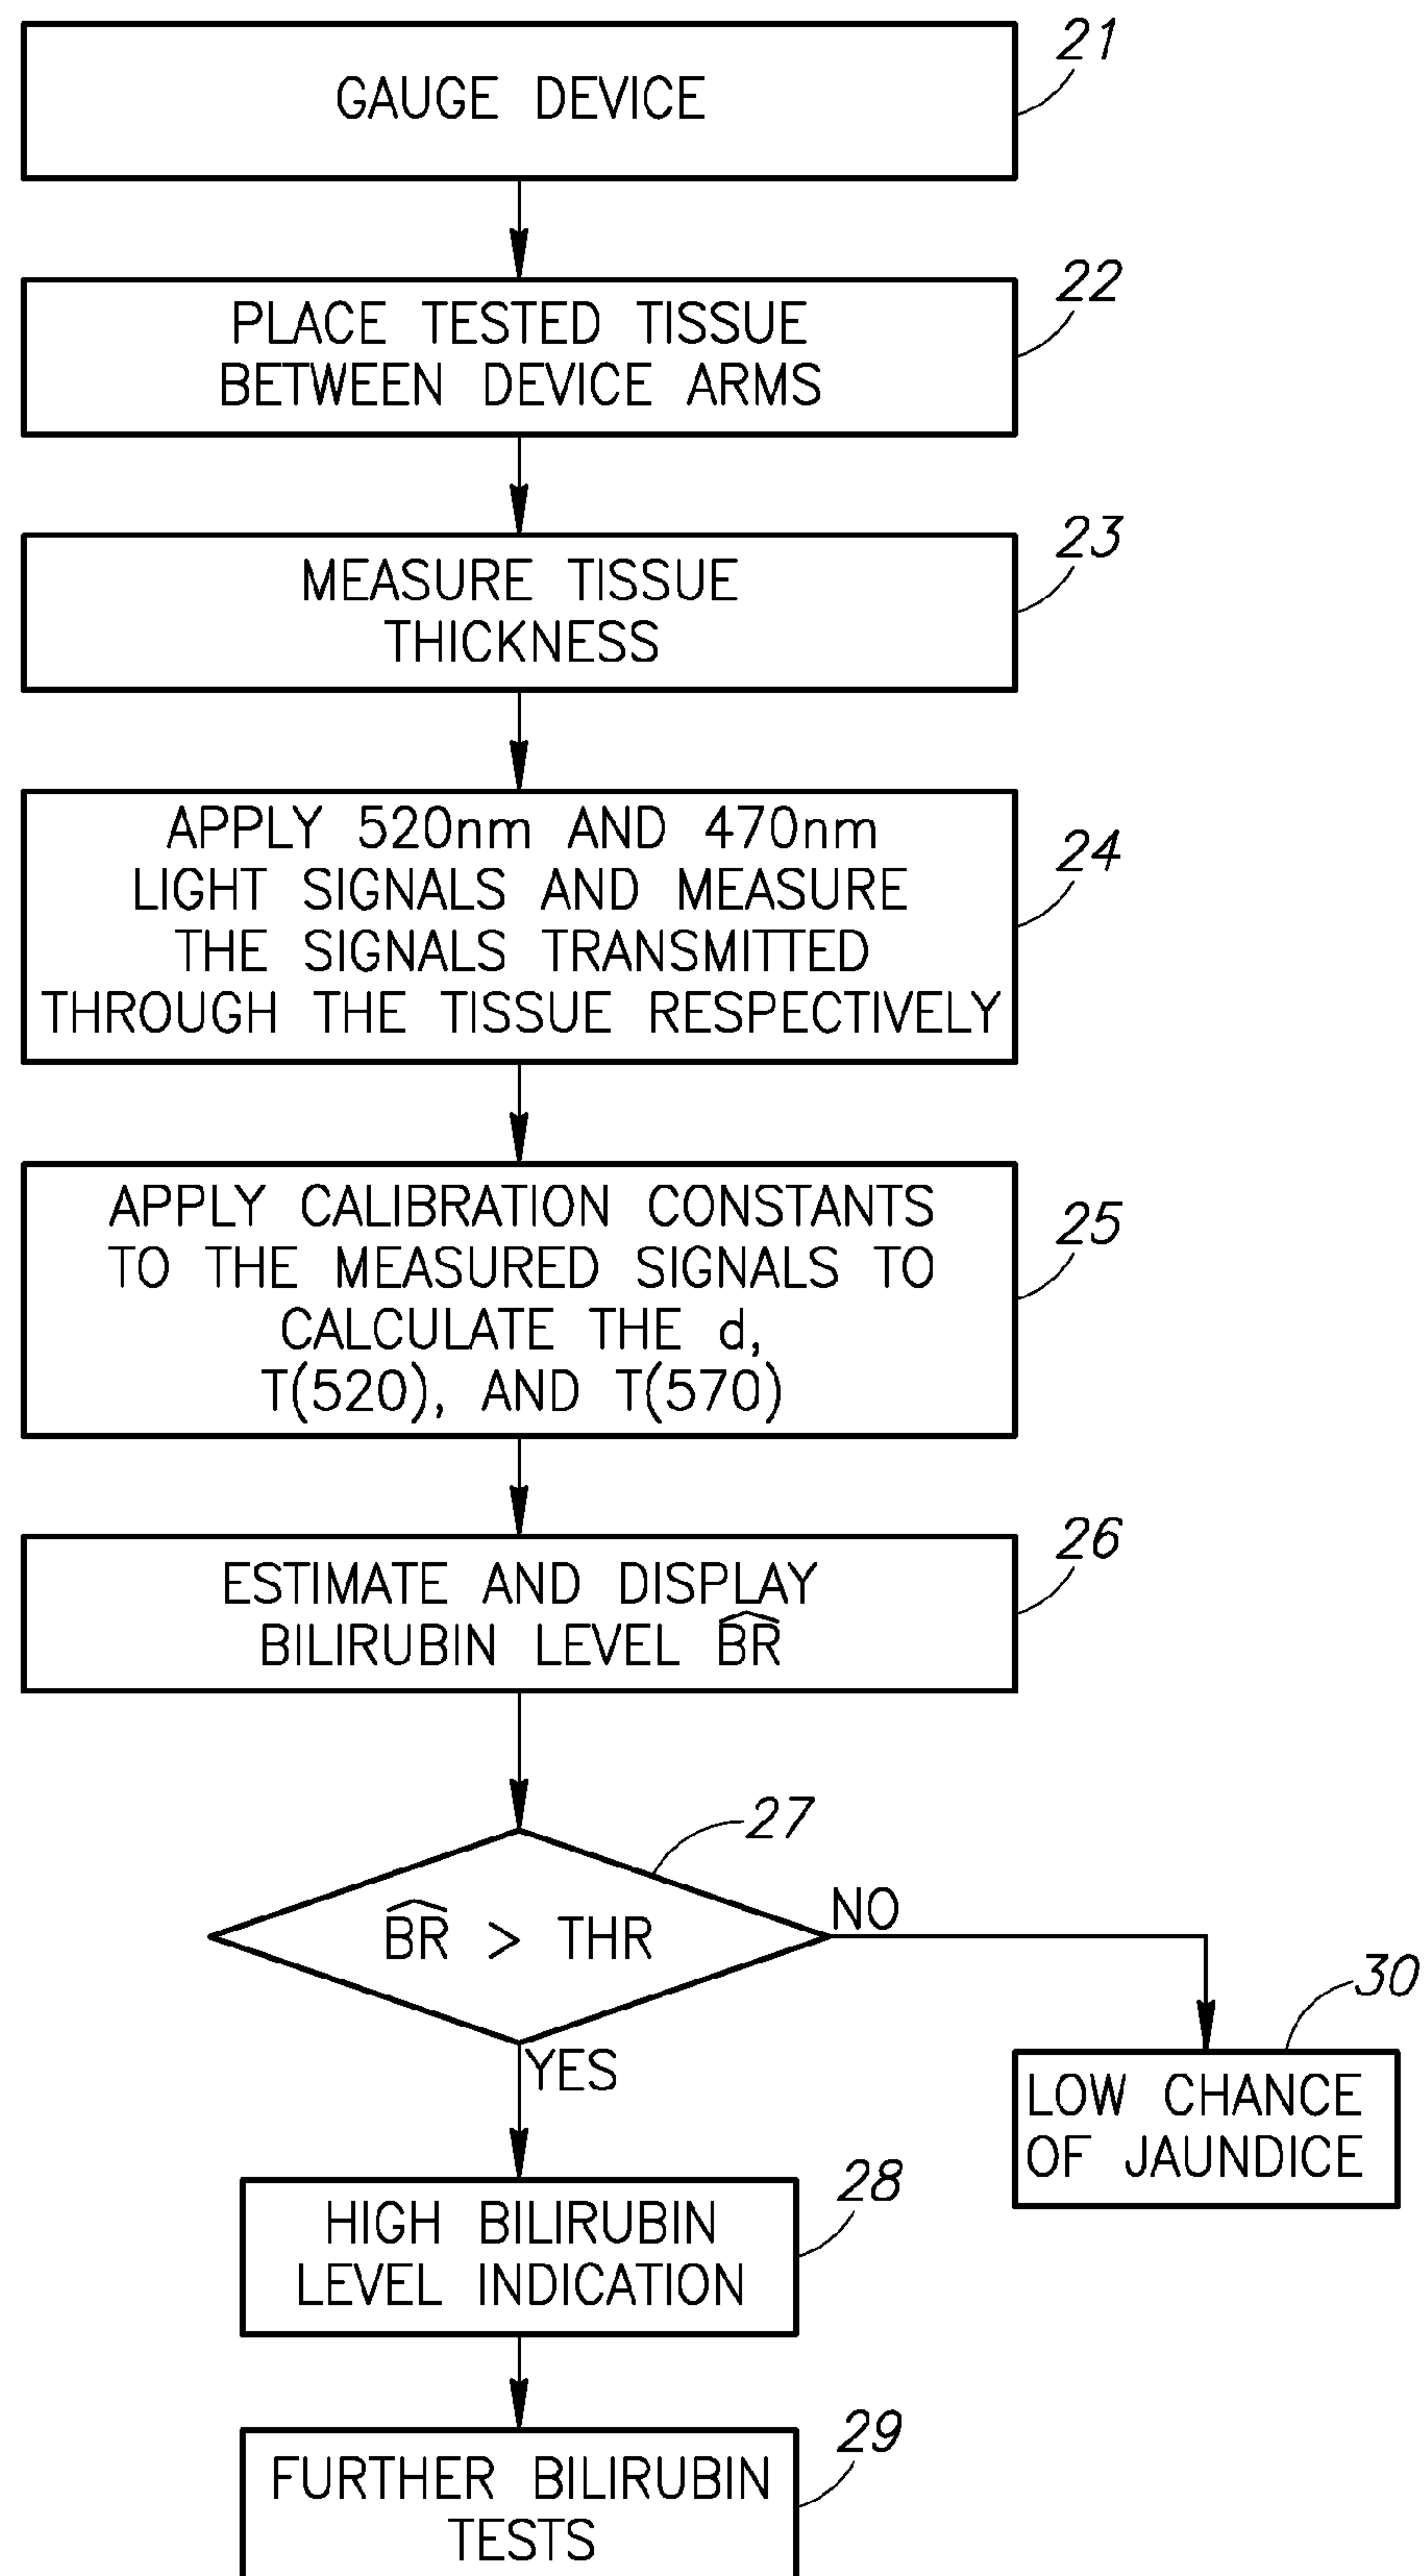 21
GAUGE DEVICE
22
PLACE TESTED TISSUE
BETWEEN DEVICE ARMS
23
MEASURE TISSUE
THICKNESS
24
APPLY 520nm AND 470nm
LIGHT SIGNALS AND MEASURE
THE SIGNALS TRANSMITTED
THROUGH THE TISSUE RESPECTIVELY
25
APPLY CALIBRATION CONSTANTS
TO THE MEASURED SIGNALS TO
CALCULATE THE d,
T(520), AND T(570)
26
ESTIMATE AND DISPLAY
BILIRUBIN LEVEL B͡R
27
B͡R > THR
NO
30
YES
LOW CHANCE
OF JAUNDICE
28
HIGH BILIRUBIN
LEVEL INDICATION
29
FURTHER BILIRUBIN
TESTS